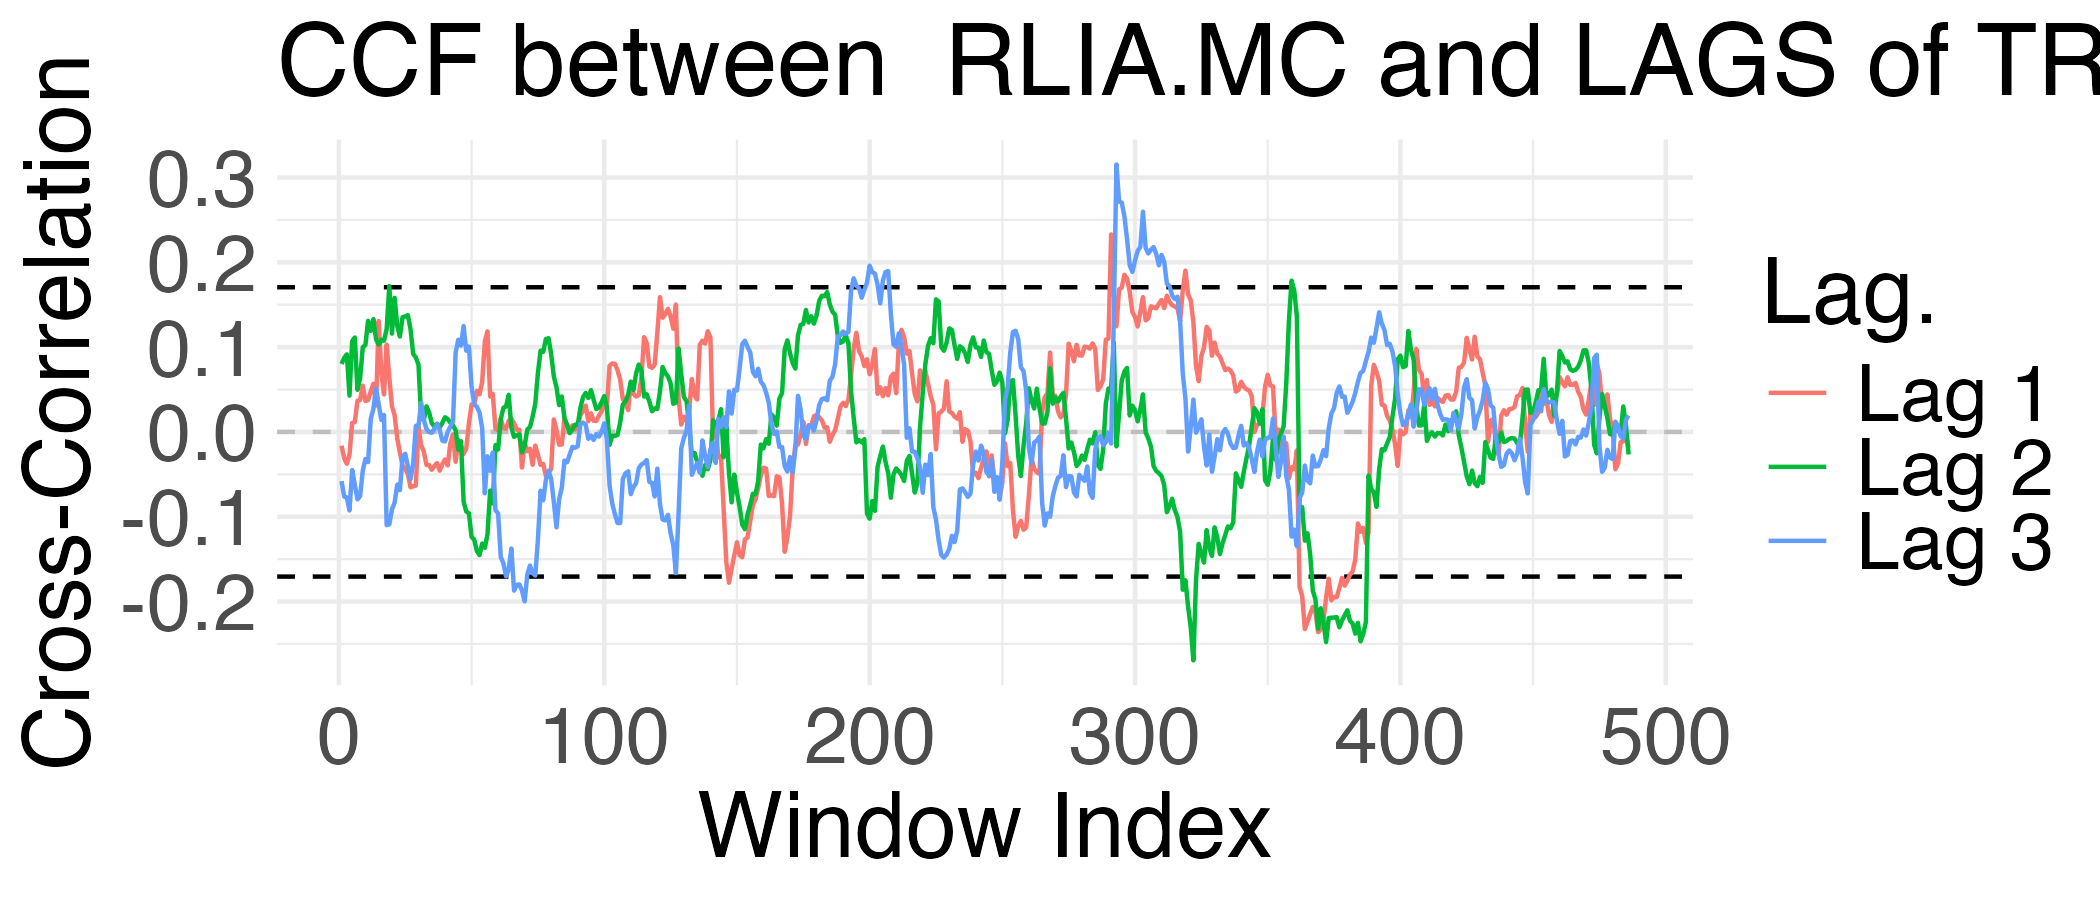 CCF between  RLIA.MC and LAGS of TR
Cross-Correlation
0.3
0.2
0.1
0.0
-0.1
-0.2
0 100 200 300 400 500
Window Index
Lag.
Lag 1
Lag 2
Lag 3